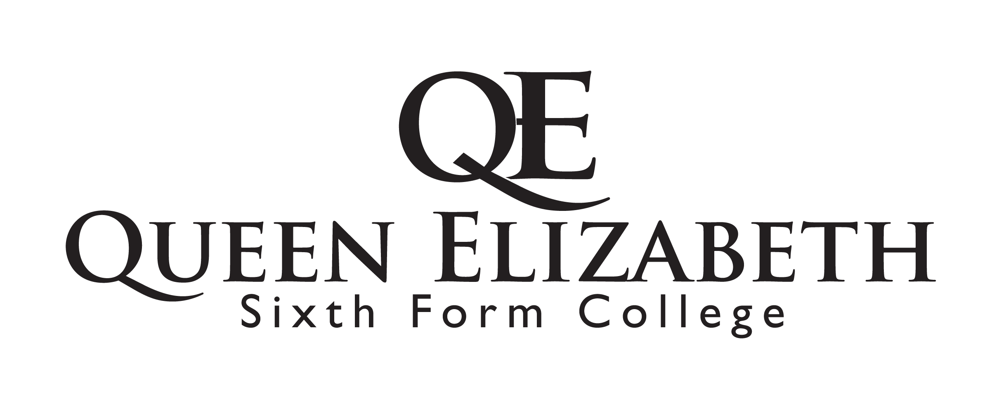 QE
QUEEN ELIZABETH
Sixth Form College